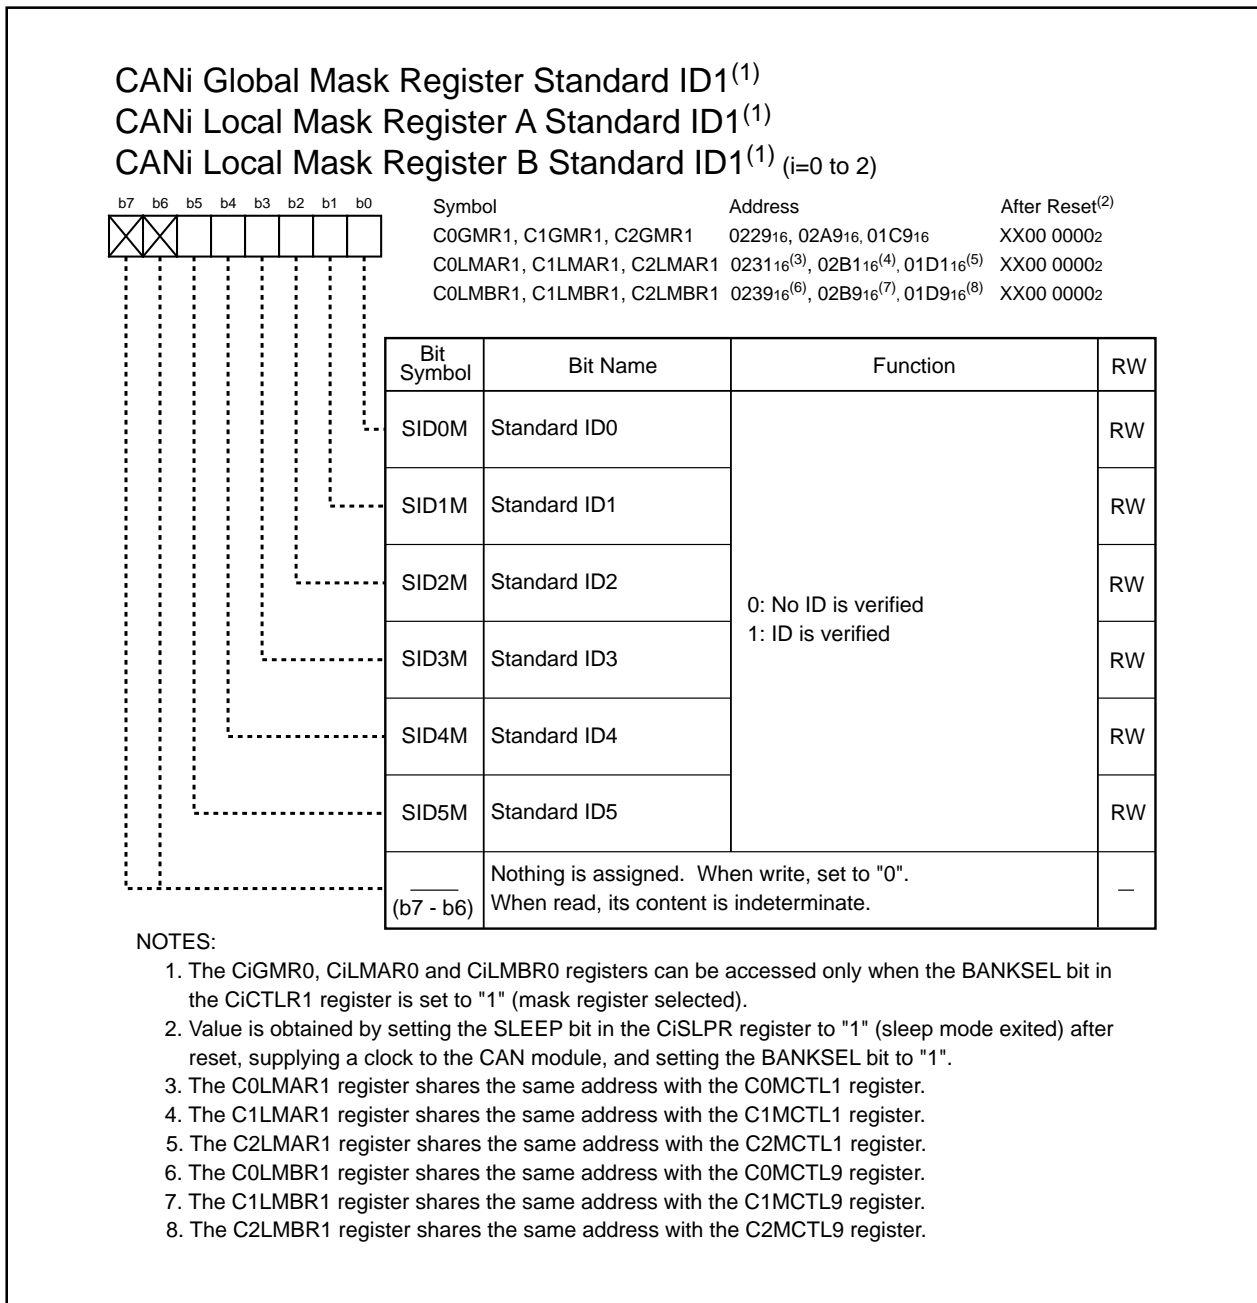 CANi Global Mask Register Standard ID1(1)
CANi Local Mask Register A Standard ID1(1)
CANi Local Mask Register B Standard ID1(1) (i=0 to 2)
b7 b6 b5 b4 b3 b2 b1 b0
Symbol Address After Reset(2)
C0GMR1, C1GMR1, C2GMR1 022916, 02A916, 01C916 XX00 00002
C0LMAR1, C1LMAR1, C2LMAR1 023116(3), 02B116(4), 01D116(5) XX00 00002
C0LMBR1, C1LMBR1, C2LMBR1 023916(6), 02B916(7), 01D916(8) XX00 00002
Bit Symbol Bit Name Function RW
SID0M Standard ID0 RW
SID1M Standard ID1 RW
SID2M Standard ID2 RW
0: No ID is verified
1: ID is verified
SID3M Standard ID3 RW
SID4M Standard ID4 RW
SID5M Standard ID5 RW
Nothing is assigned. When write, set to "0".
(b7 - b6) When read, its content is indeterminate. —
NOTES:
1. The CiGMR0, CiLMAR0 and CiLMBR0 registers can be accessed only when the BANKSEL bit in
the CiCTLR1 register is set to "1" (mask register selected).
2. Value is obtained by setting the SLEEP bit in the CiSLPR register to "1" (sleep mode exited) after
reset, supplying a clock to the CAN module, and setting the BANKSEL bit to "1".
3. The C0LMAR1 register shares the same address with the C0MCTL1 register.
4. The C1LMAR1 register shares the same address with the C1MCTL1 register.
5. The C2LMAR1 register shares the same address with the C2MCTL1 register.
6. The C0LMBR1 register shares the same address with the C0MCTL9 register.
7. The C1LMBR1 register shares the same address with the C1MCTL9 register.
8. The C2LMBR1 register shares the same address with the C2MCTL9 register.